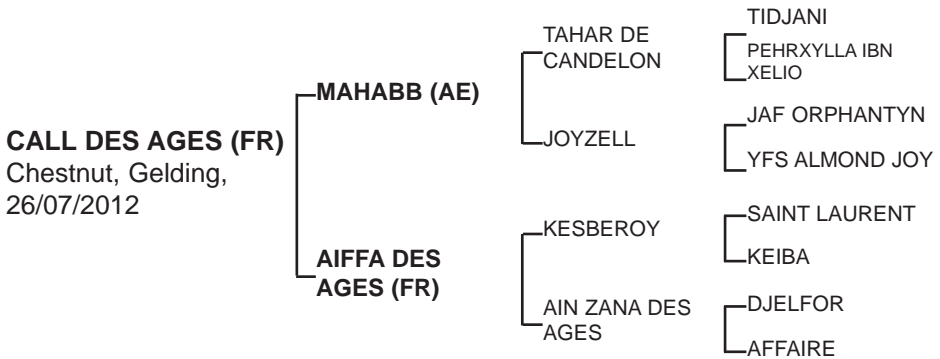 CALL DES AGES (FR)
Chestnut, Gelding,
26/07/2012
MAHABB (AE)
AIFFA DES
AGES (FR)
TAHAR DE
CANDELON
JOYZELL
KESBEROY
AIN ZANA DES
AGES
TIDJANI
PEHRXYLLA IBN
XELIO
JAF ORPHANTYN
YFS ALMOND JOY
SAINT LAURENT
KEIBA
DJELFOR
AFFAIRE